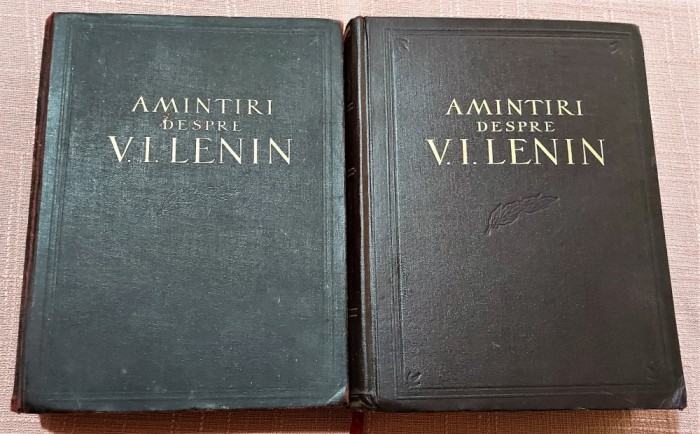 AMINTIRI
DESPRE
V. I. LENIN
AMINTIRI
DESPRE
V. I. LENIN